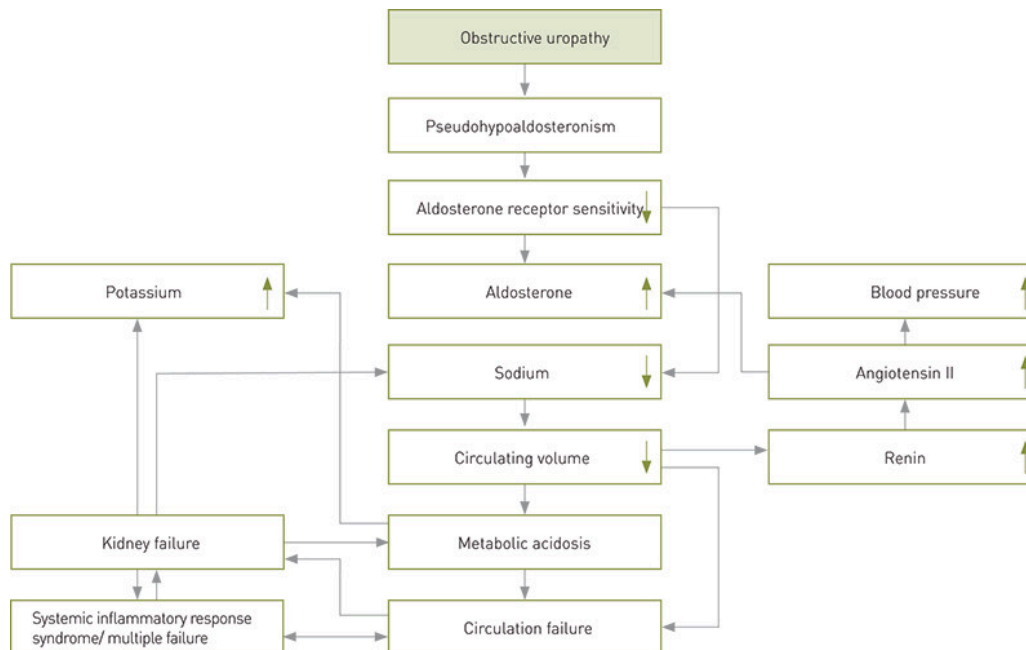 Obstructive uropathy
Pseudohypoaldosteronism
Aldosterone receptor sensitivity
Potassium
Aldosterone
Blood pressure
Sodium
Angiotensin II
Circulating volume
Renin
Kidney failure
Metabolic acidosis
Systemic inflammatory response
syndrome/ multiple failure
Circulation failure